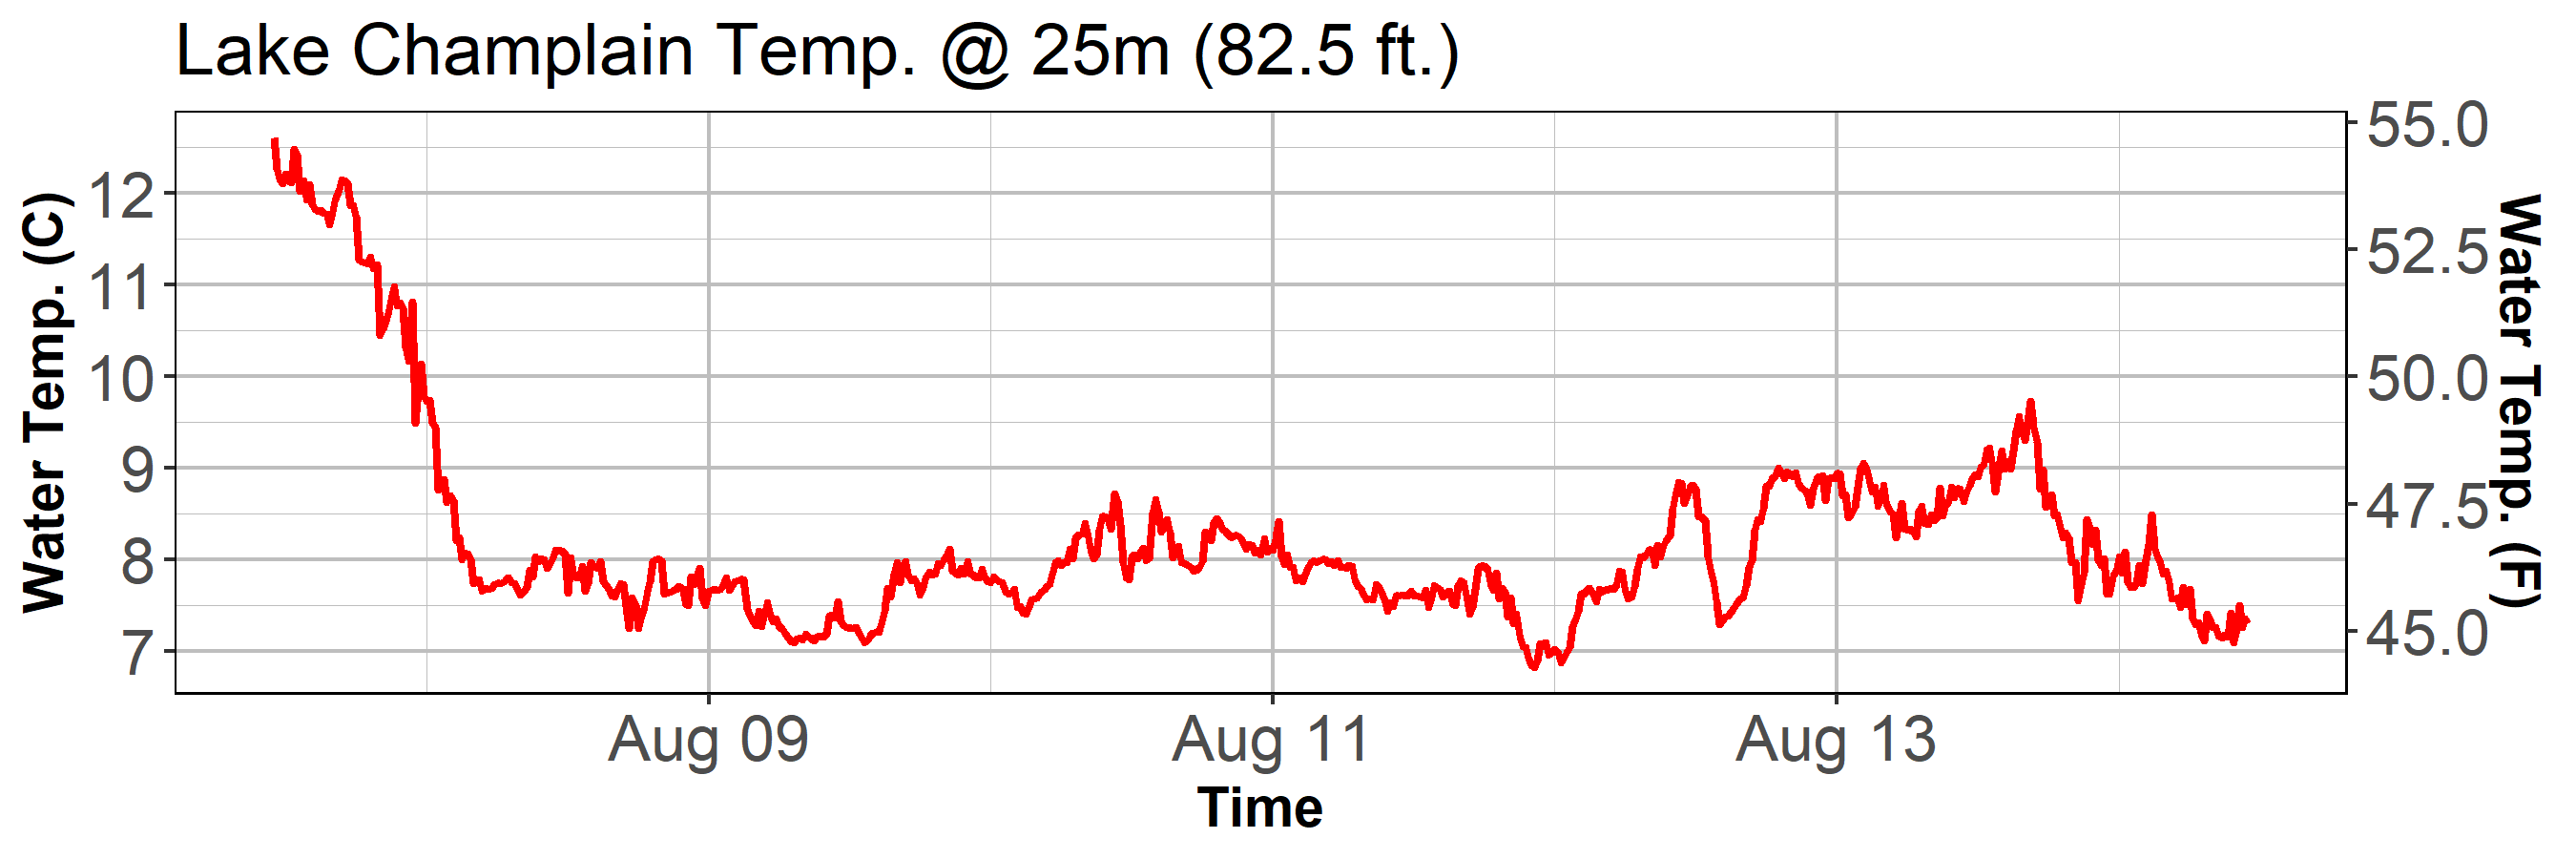 Lake Champlain Temp. @ 25m (82.5 ft.)
Water Temp. (C)
12
11
10
9
8
7
55.0
52.5
50.0
47.5
45.0
Water Temp. (F)
Aug 09
Aug 11
Aug 13
Time